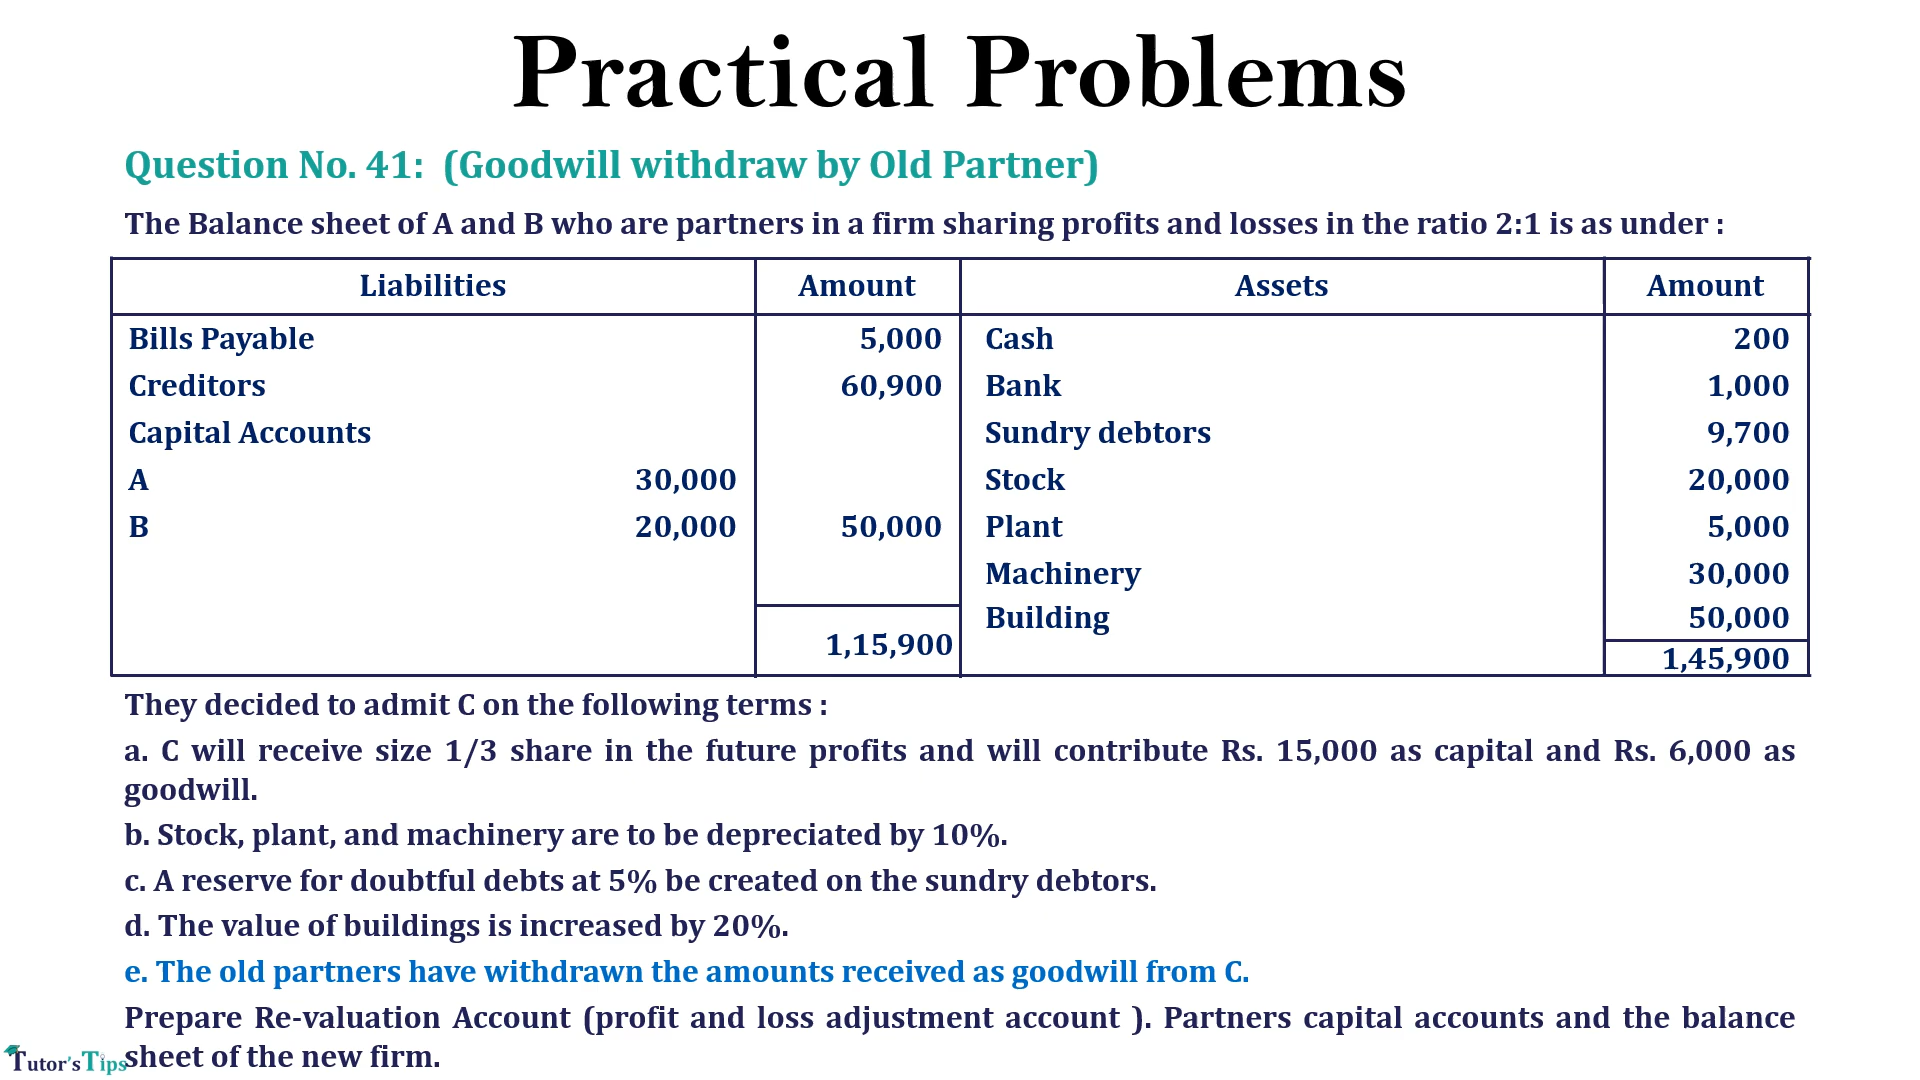 Practical Problems
Question No. 41: (Goodwill withdraw by Old Partner)
The Balance sheet of A and B who are partners in a firm sharing profits and losses in the ratio 2:1 is as under :
Liabilities Amount Assets Amount
Bills Payable 5,000 Cash 200
Creditors 60,900 Bank 1,000
Capital Accounts Sundry debtors 9,700
A 30,000 Stock 20,000
B 20,000 50,000 Plant 5,000
Machinery 30,000
Building 50,000
1,15,900 1,45,900
They decided to admit C on the following terms :
a. C will receive size 1/3 share in the future profits and will contribute Rs. 15,000 as capital and Rs. 6,000 as
goodwill.
b. Stock, plant, and machinery are to be depreciated by 10%.
c. A reserve for doubtful debts at 5% be created on the sundry debtors.
d. The value of buildings is increased by 20%.
e. The old partners have withdrawn the amounts received as goodwill from C.
Prepare Re-valuation Account (profit and loss adjustment account ). Partners capital accounts and the balance
sheet of the new firm.
Tutor'sTips